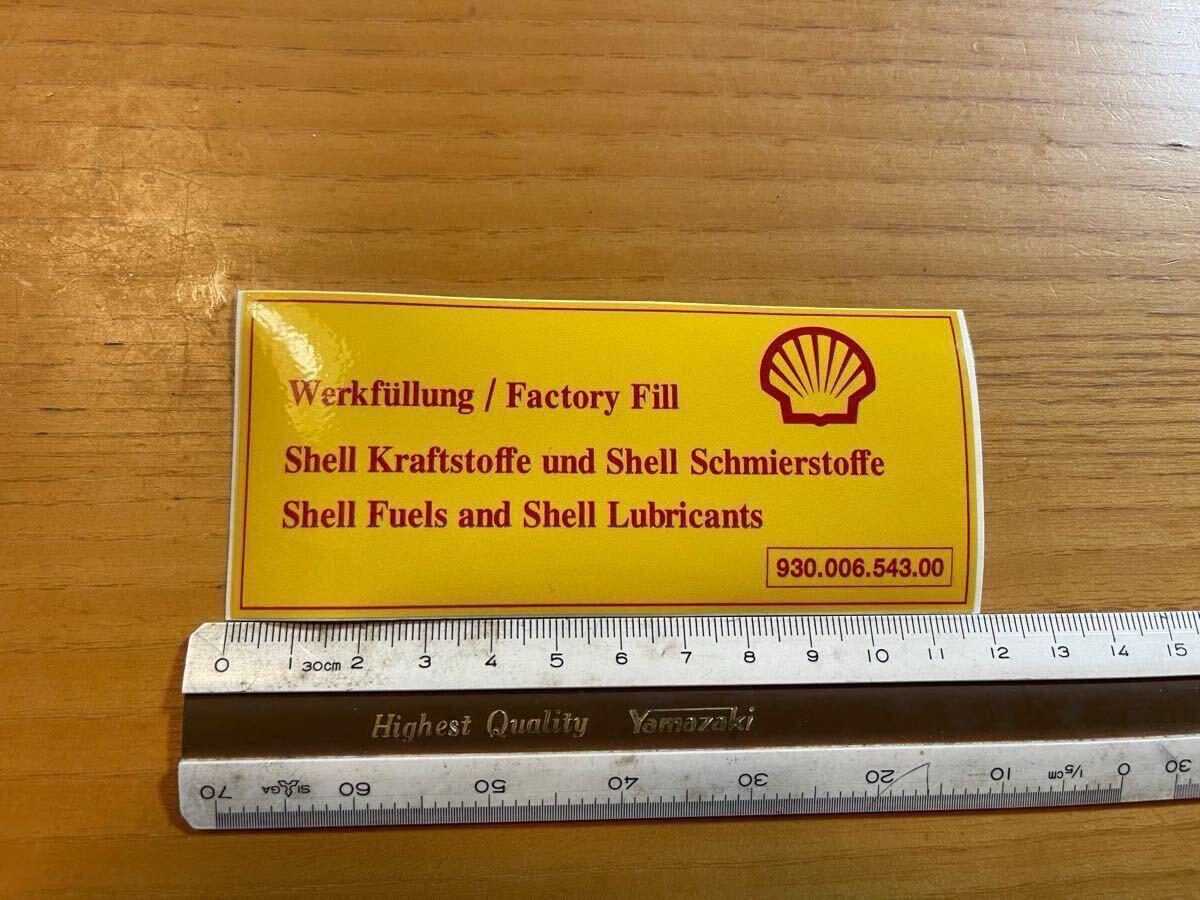 Werkfüllung / Factory Fill
Shell Kraftstoffe und Shell Schmierstoffe
Shell Fuels and Shell Lubricants
930.006.543.00
0 1 30cm 2 3 4 5 6 7 8 9 10 11 12 13 14 15
Highest Quality Yamazaki
70 SIGA 60 50 40 30 20 10 1/5cm 0 30